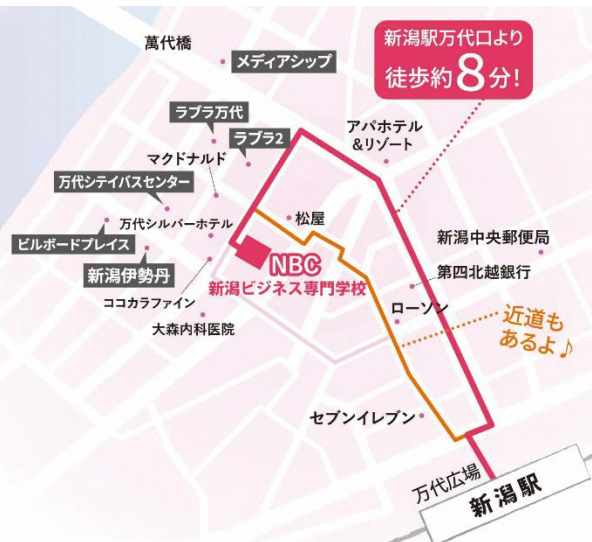 萬代橋
メディアシップ
新潟駅万代口より
徒歩約8分!
ラブラ万代
ラブラ2
マクドナルド
アパホテル
&リゾート
万代シテイバスセンター
万代シルバーホテル
松屋
ビルボードプレイス
新潟伊勢丹
新潟中央郵便局
NBC
新潟ビジネス専門学校
第四北越銀行
ココカラファイン
大森内科医院
ローソン
近道も
あるよ♪
セブンイレブン
万代広場
新潟駅